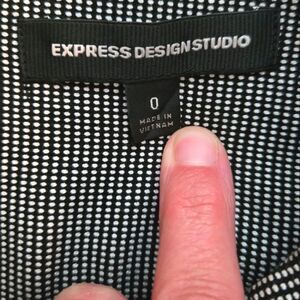 EXPRESS DESIGN STUDIO
0
MADE IN
VIETNAM